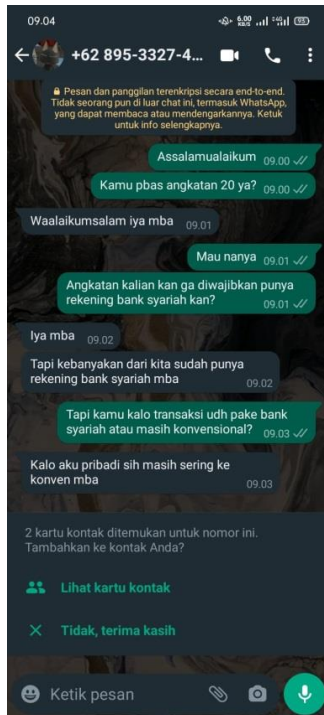 09.04
6.00 KB/S
+62 895-3327-4...
Pesan dan panggilan terenkripsi secara end-to-end.
Tidak seorang pun di luar chat ini, termasuk WhatsApp,
yang dapat membaca atau mendengarkannya. Ketuk
untuk info selengkapnya.
Assalamualaikum 09.00
Kamu pbas angkatan 20 ya? 09.00
Waalaikumsalam iya mba 09.01
Mau nanya 09.01
Angkatan kalian kan ga diwajibkan punya
rekening bank syariah kan?
09.01
Iya mba 09.02
Tapi kebanyakan dari kita sudah punya
rekening bank syariah mba
09.02
Tapi kamu kalo transaksi udh pake bank
syariah atau masih konvensional? 09.03
Kalo aku pribadi sih masih sering ke
konven mba
09.03
2 kartu kontak ditemukan untuk nomor ini.
Tambahkan ke kontak Anda?
Lihat kartu kontak
Tidak, terima kasih
Ketik pesan